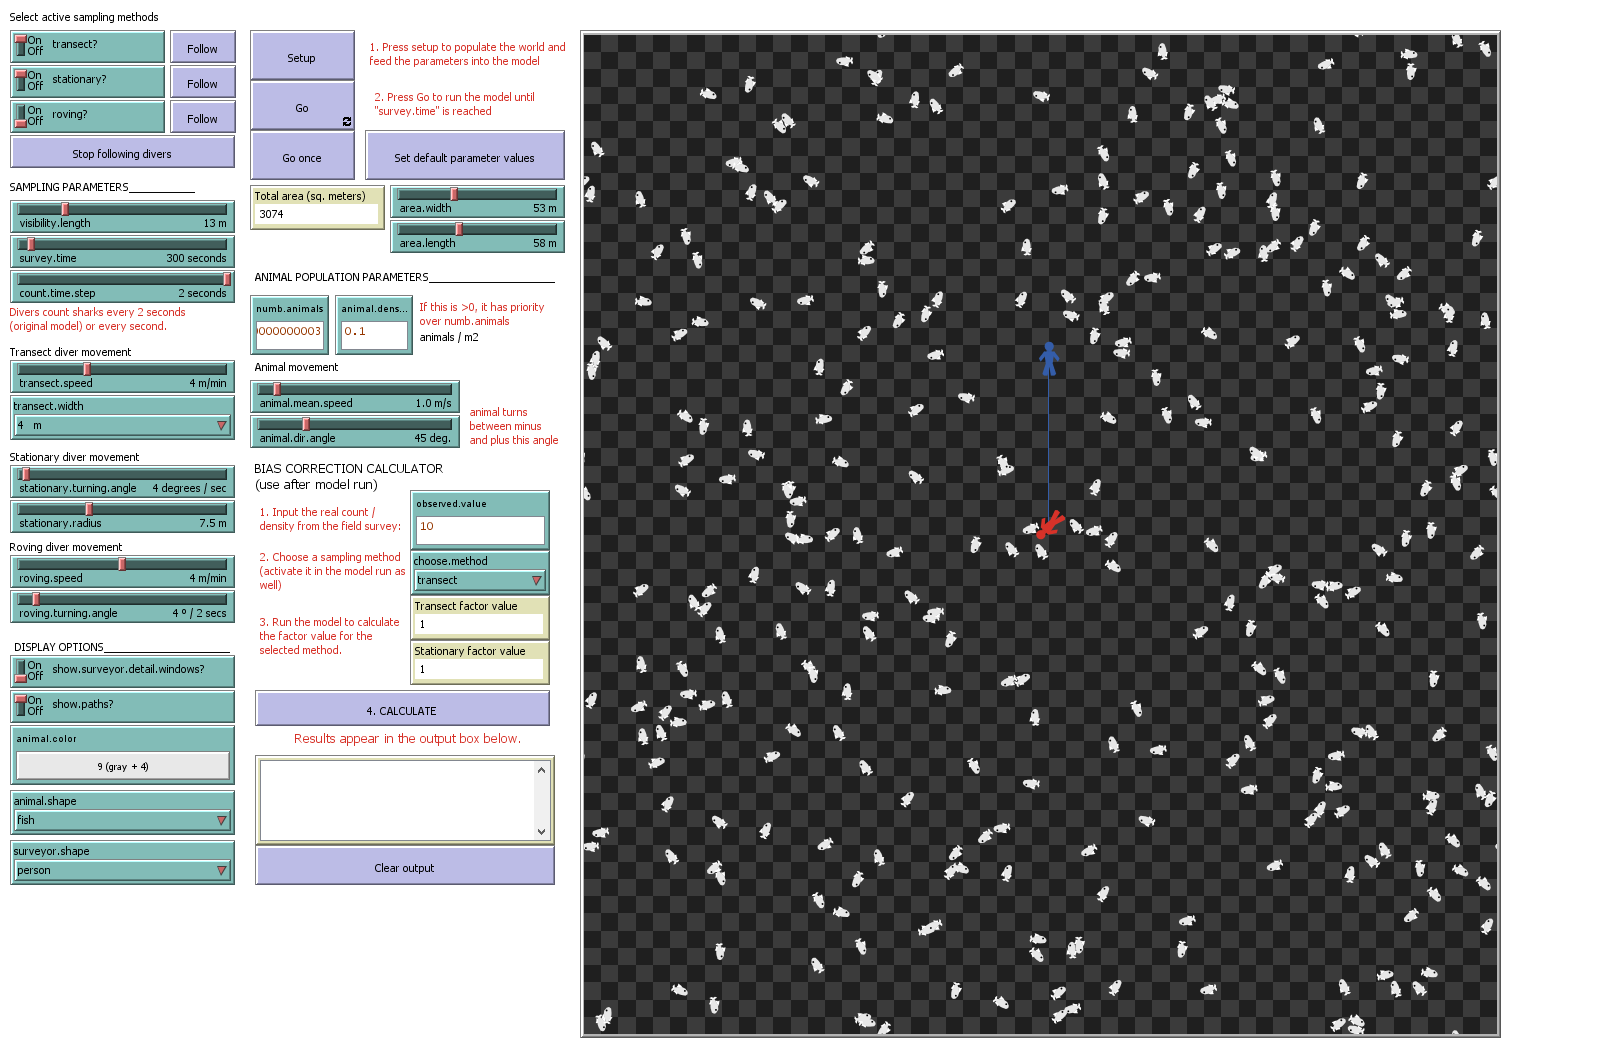 Select active sampling methods
On
Off
transect?
Follow
On
Off
stationary?
Follow
On
Off
roving?
Follow
Stop following divers
SAMPLING PARAMETERS___________
visibility.length 13 m
survey.time 300 seconds
count.time.step 2 seconds
Divers count sharks every 2 seconds
(original model) or every second.
Transect diver movement
transect.speed 4 m/min
transect.width
4 m
Stationary diver movement
stationary.turning.angle 4 degrees / sec
stationary.radius 7.5 m
Roving diver movement
roving.speed 4 m/min
roving.turning.angle 4 º / 2 secs
DISPLAY OPTIONS_____________________
On
Off
show.surveyor.detail.windows?
On
Off
show.paths?
animal.color
9 (gray + 4)
animal.shape
fish
surveyor.shape
person
Setup
1. Press setup to populate the world and
feed the parameters into the model
Go
2. Press Go to run the model until
"survey.time" is reached
Go once
Set default parameter values
Total area (sq. meters)
3074
area.width 53 m
area.length 58 m
ANIMAL POPULATION PARAMETERS_____________________
numb.animals
000000003
animal.dens...
0.1
If this is >0, it has priority
over numb.animals
animals / m2
Animal movement
animal.mean.speed 1.0 m/s
animal.dir.angle 45 deg.
animal turns
between minus
and plus this angle
BIAS CORRECTION CALCULATOR
(use after model run)
1. Input the real count /
density from the field survey:
observed.value
10
2. Choose a sampling method
(activate it in the model run as
well)
choose.method
transect
3. Run the model to calculate
the factor value for the
selected method.
Transect factor value
1
Stationary factor value
1
4. CALCULATE
Results appear in the output box below.
Clear output